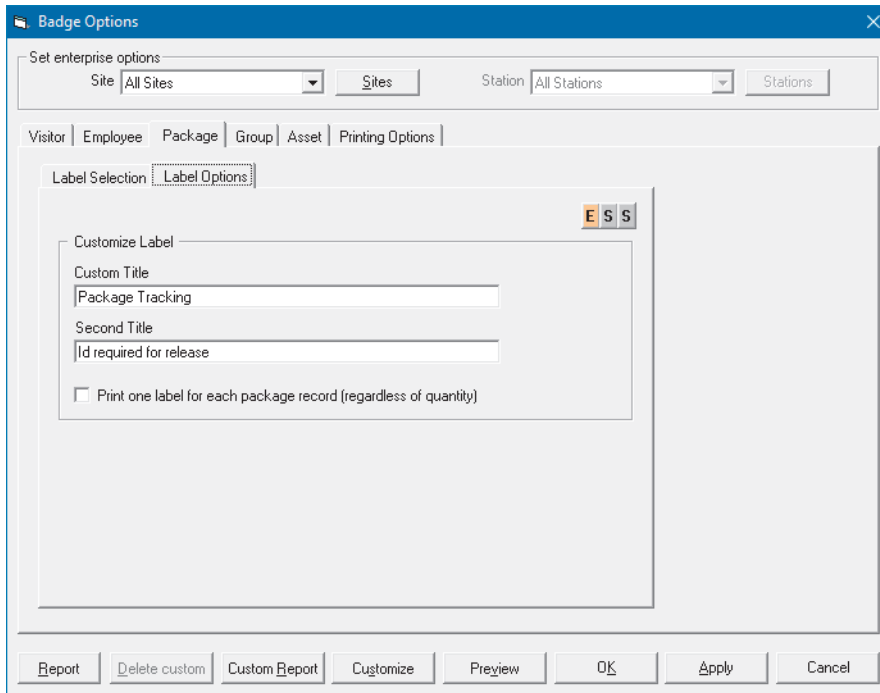 Badge Options
Set enterprise options
Site All Sites Sites Station All Stations Stations
Visitor Employee Package Group Asset Printing Options
Label Selection Label Options
E S S
Customize Label
Custom Title
Package Tracking
Second Title
Id required for release
Print one label for each package record (regardless of quantity)
Report Delete custom Custom Report Customize Preview OK Apply Cancel